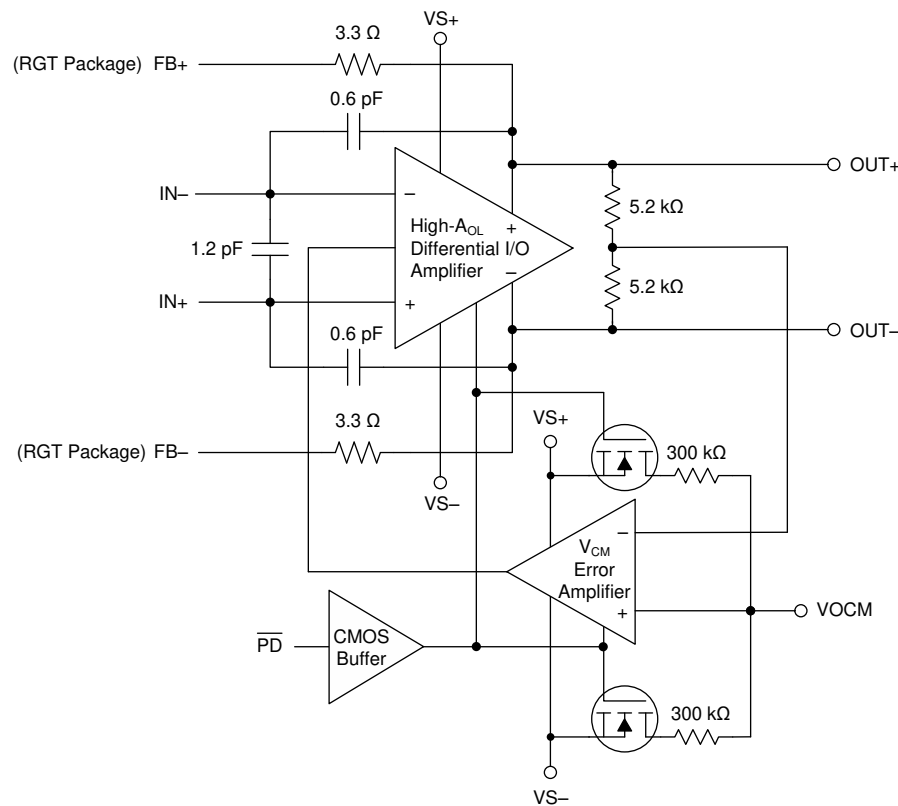 VS+
3.3 Ω
(RGT Package) FB+
0.6 pF
OUT+
IN–
–
5.2 kΩ
High-AOL
Differential I/O
Amplifier
+
–
1.2 pF
5.2 kΩ
IN+
+
0.6 pF
OUT–
3.3 Ω
VS+
(RGT Package) FB–
300 kΩ
VS–
–
VCM
Error
Amplifier
+
VOCM
PD
CMOS
Buffer
300 kΩ
VS–